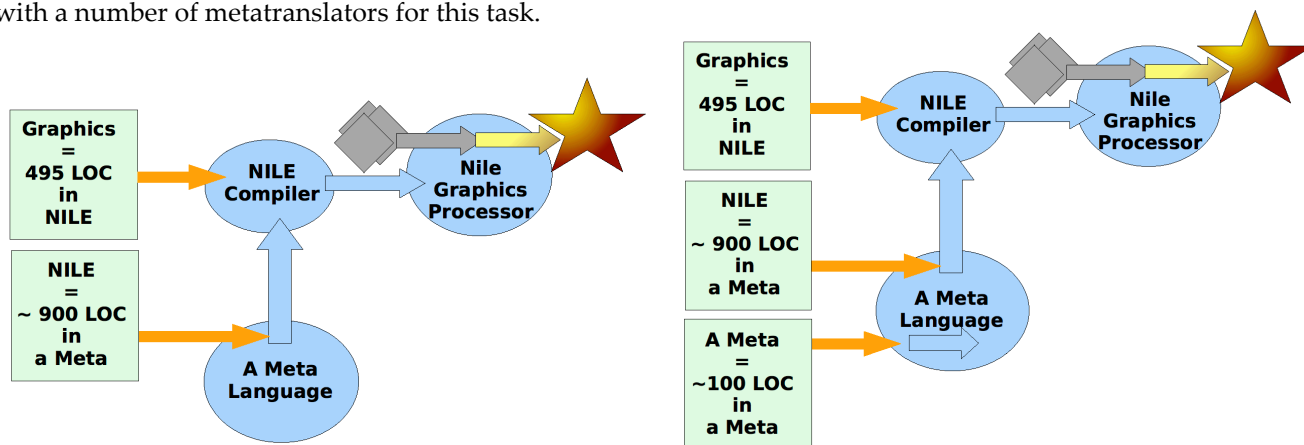 with a number of metatranslators for this task.
Graphics
=
495 LOC
in
NILE
NILE
Compiler
Nile
Graphics
Processor
NILE
=
~ 900 LOC
in
a Meta
A Meta
Language
Graphics
=
495 LOC
in
NILE
NILE
Compiler
Nile
Graphics
Processor
NILE
=
~ 900 LOC
in
a Meta
A Meta
Language
A Meta
=
~100 LOC
in
a Meta